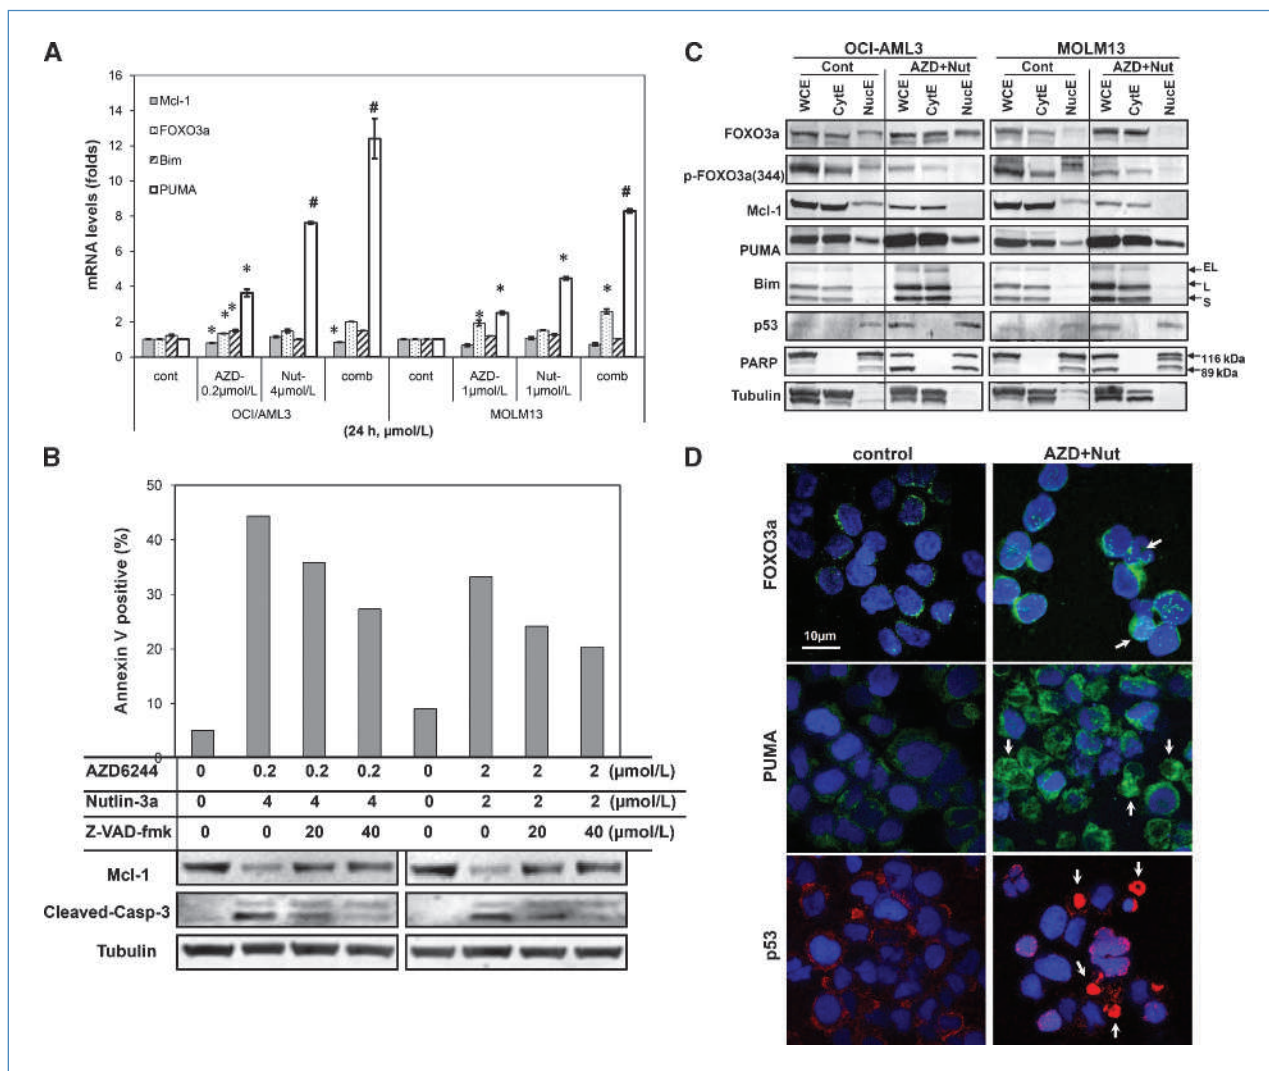 A
mRNA levels (folds)
16
14
12
10
8
6
4
2
0
Mcl-1
FOXO3a
Bim
PUMA
* * * * # * # * * * * #
cont AZD- Nut- comb cont AZD- Nut- comb
0.2µmol/L 4µmol/L 1µmol/L 1µmol/L
OCI/AML3 MOLM13
(24 h, µmol/L)
B
Annexin V positive (%)
50
40
30
20
10
0
AZD6244 0 0.2 0.2 0.2 0 2 2 2 (µmol/L)
Nutlin-3a 0 4 4 4 0 2 2 2 (µmol/L)
Z-VAD-fmk 0 0 20 40 0 0 20 40 (µmol/L)
Mcl-1
Cleaved-Casp-3
Tubulin
C
OCI-AML3 MOLM13
Cont AZD+Nut Cont AZD+Nut
WCE CytE NucE WCE CytE NucE WCE CytE NucE WCE CytE NucE
FOXO3a
p-FOXO3a(344)
Mcl-1
PUMA
Bim EL
L
S
p53
PARP 116 kDa
89 kDa
Tubulin
D
control AZD+Nut
FOXO3a
10µm
PUMA
p53